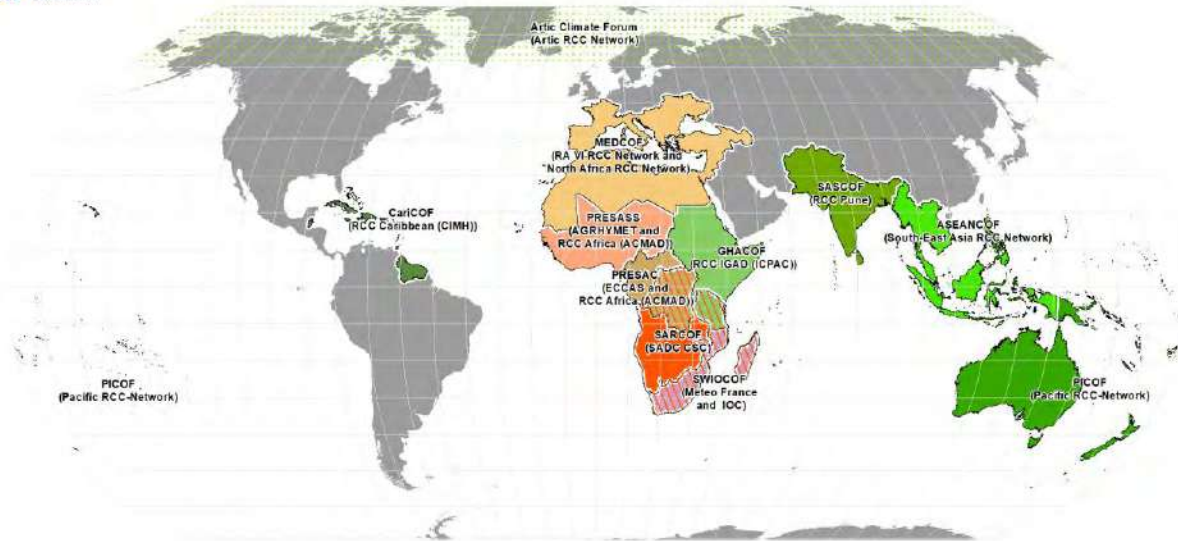 Artic Climate Forum
(Artic RCC Network)
MEDCOF
(RA VI RCC Network and
North Africa RCC Network)
SASCOF
(RCC Pune)
CariCOF
(RCC Caribbean (CIMH))
PRESASS
(AGRHYMET and
RCC Africa (ACMAD))
ASEANCOF
(South-East Asia RCC Network)
GHACOF
(RCC IGAD (ICPAC))
PRESAC
(ECCAS and
RCC Africa (ACMAD))
SARCOF
(SADC CSC)
SWIOCOF
(Meteo France
and IOC)
PICOF
(Pacific RCC-Network)
PICOF
(Pacific RCC-Network)